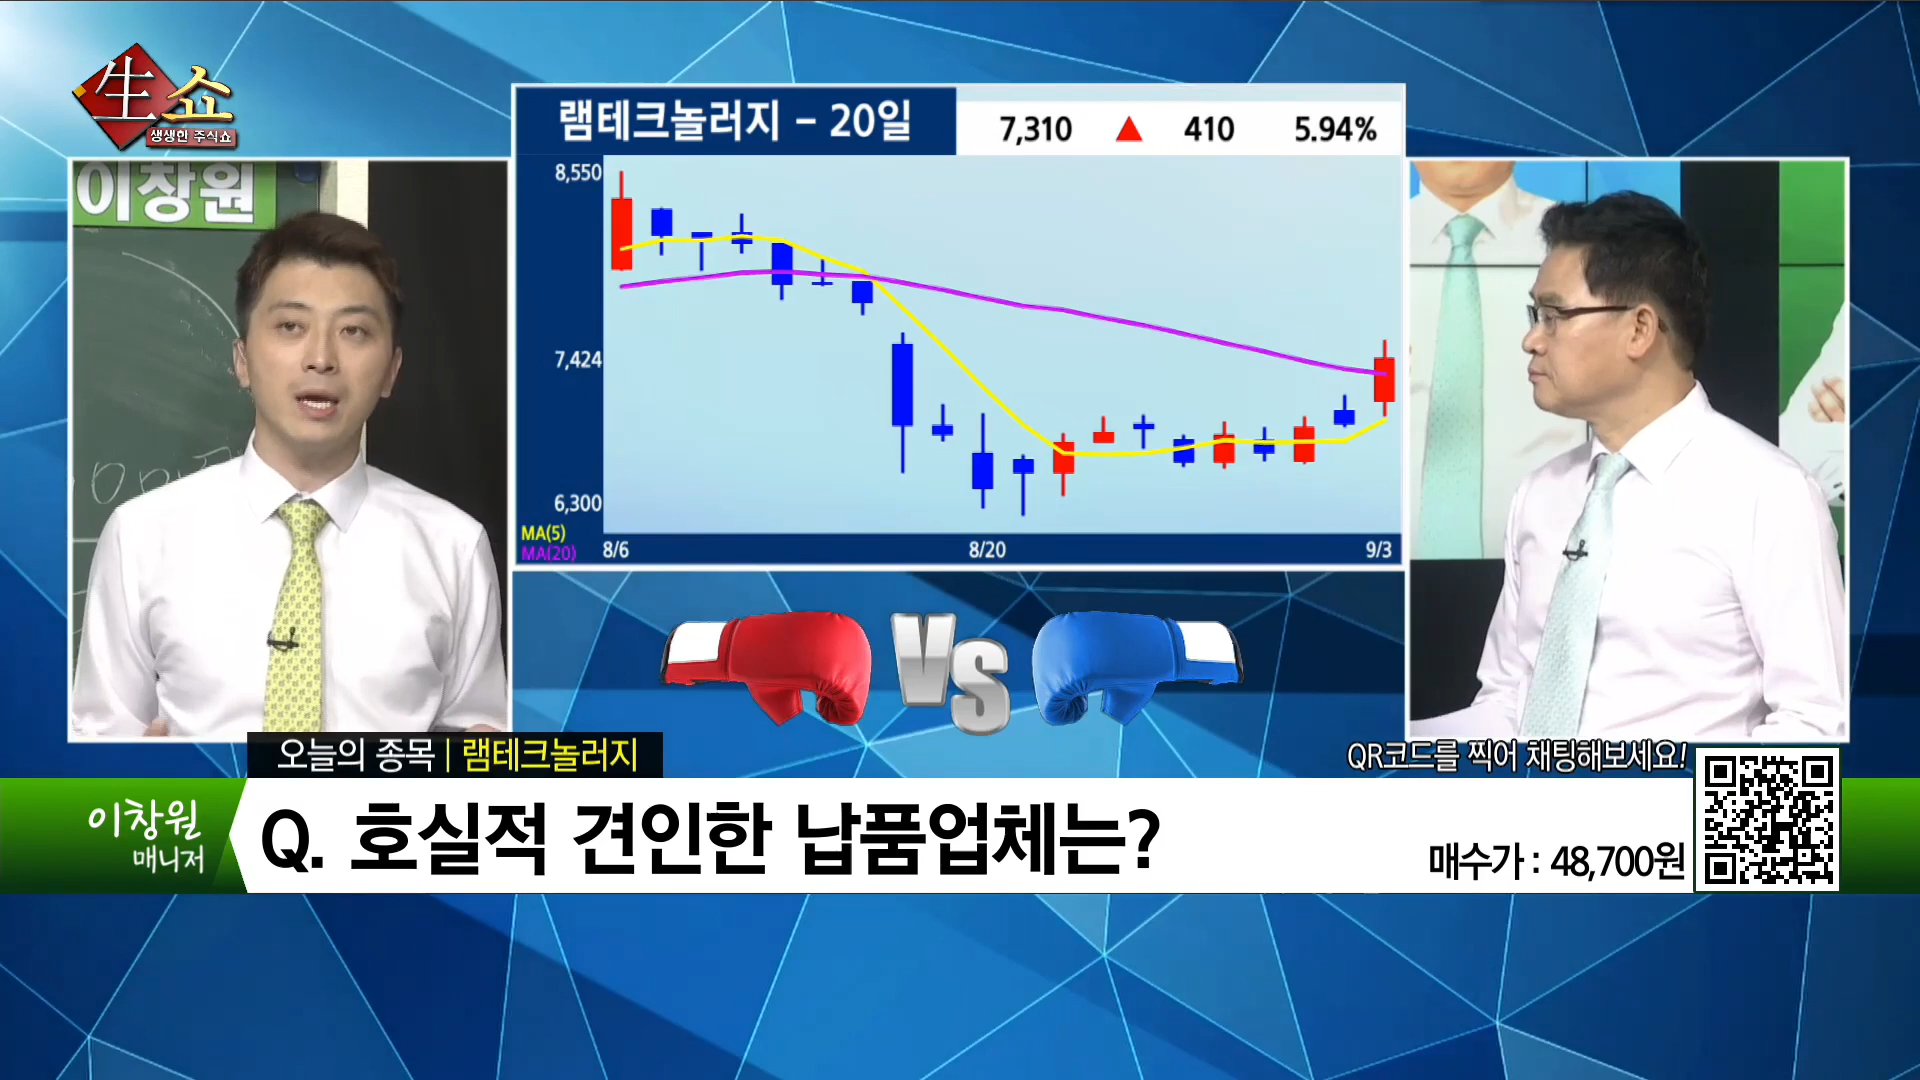 生쇼
생생한 주식쇼
이창원
램테크놀러지 - 20일
7,310 ▲ 410 5.94%
8,550
7,424
6,300
MA(5)
MA(20)
8/6 8/20 9/3
Vs
오늘의 종목 | 램테크놀러지
QR코드를 찍어 채팅해보세요!
이창원
매니저
Q. 호실적 견인한 납품업체는?
매수가 : 48,700원